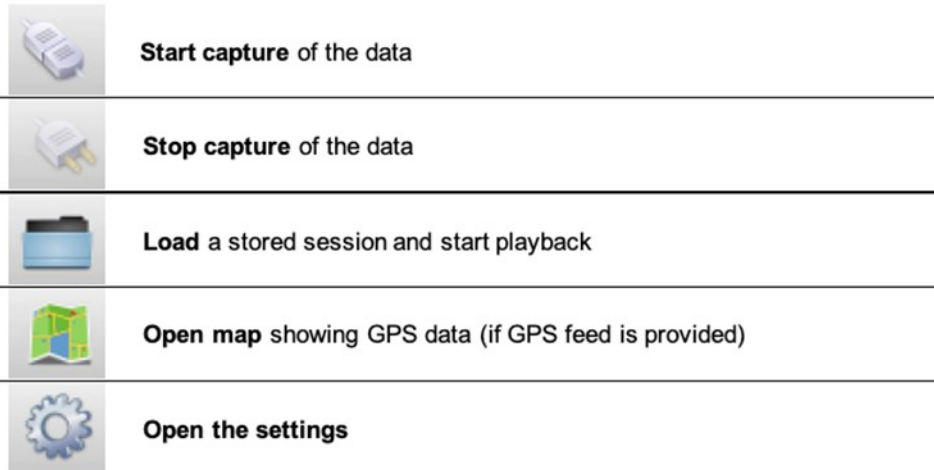 Start capture of the data
Stop capture of the data
Load a stored session and start playback
Open map showing GPS data (if GPS feed is provided)
Open the settings